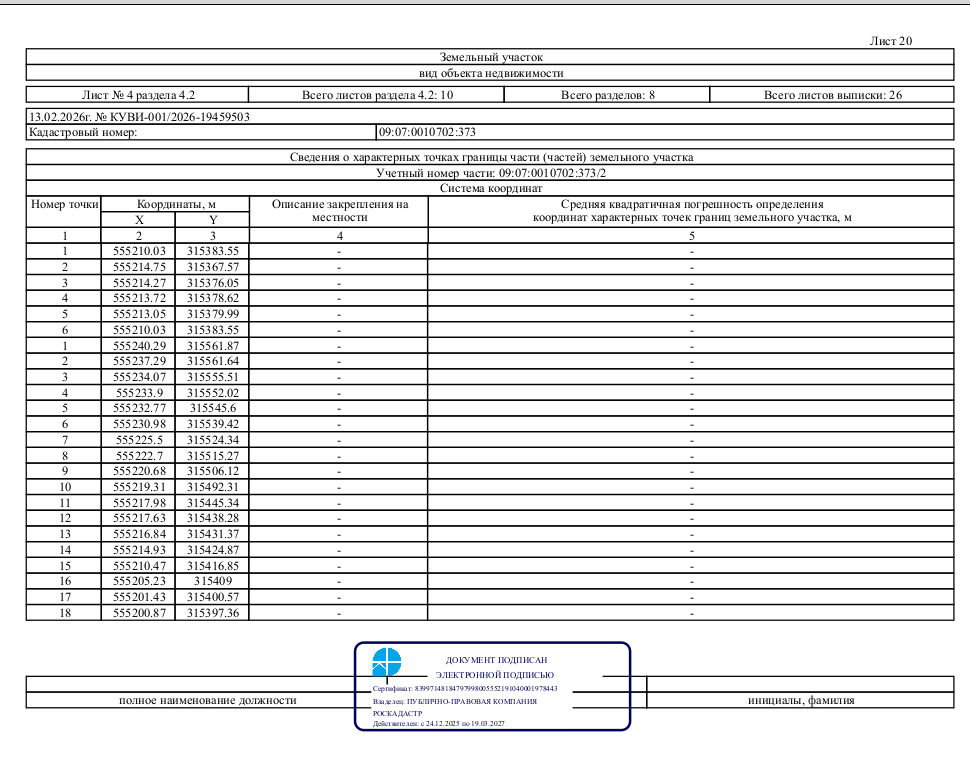 Лист 20
Земельный участок
вид объекта недвижимости
Лист № 4 раздела 4.2 Всего листов раздела 4.2: 10 Всего разделов: 8 Всего листов выписки: 26
13.02.2026г. № КУВИ-001/2026-19459503
Кадастровый номер: 09:07:0010702:373
Сведения о характерных точках границы части (частей) земельного участка
Учетный номер части: 09:07:0010702:373/2
Система координат
Номер точки Координаты, м Описание закрепления на местности Средняя квадратичная погрешность определения координат характерных точек границ земельного участка, м
X Y
1 2 3 4 5
1 555210.03 315383.55 - -
2 555214.75 315367.57 - -
3 555214.27 315376.05 - -
4 555213.72 315378.62 - -
5 555213.05 315379.99 - -
6 555210.03 315383.55 - -
1 555240.29 315561.87 - -
2 555237.29 315561.64 - -
3 555234.07 315555.51 - -
4 555233.9 315552.02 - -
5 555232.77 315545.6 - -
6 555230.98 315539.42 - -
7 555225.5 315524.34 - -
8 555222.7 315515.27 - -
9 555220.68 315506.12 - -
10 555219.31 315492.31 - -
11 555217.98 315445.34 - -
12 555217.63 315438.28 - -
13 555216.84 315431.37 - -
14 555214.93 315424.87 - -
15 555210.47 315416.85 - -
16 555205.23 315409 - -
17 555201.43 315400.57 - -
18 555200.87 315397.36 - -
ДОКУМЕНТ ПОДПИСАН
ЭЛЕКТРОННОЙ ПОДПИСЬЮ
Сертификат: 83997148184797998005552191040001978443
Владелец: ПУБЛИЧНО-ПРАВОВАЯ КОМПАНИЯ
РОСКАДАСТР
Действителен: с 24.12.2025 по 19.03.2027
полное наименование должности инициалы, фамилия